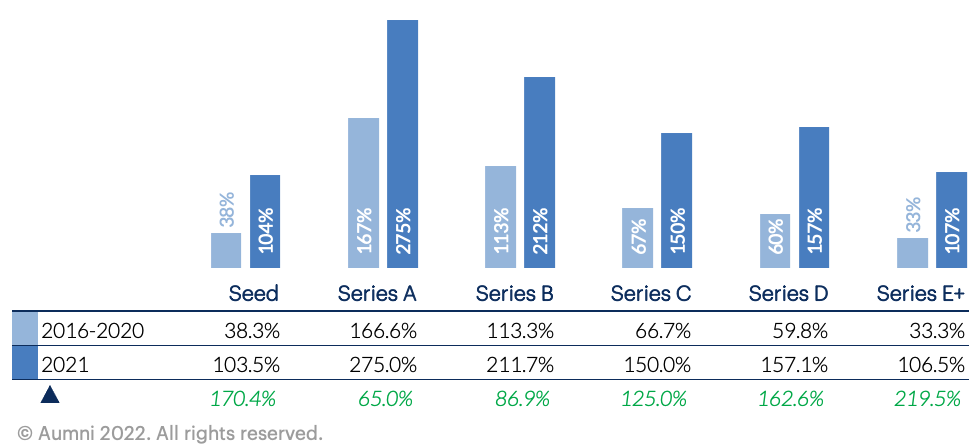 38% 104% 167% 275% 113% 212% 67% 150% 60% 157% 33% 107%
Seed Series A Series B Series C Series D Series E+
2016-2020 38.3% 166.6% 113.3% 66.7% 59.8% 33.3%
2021 103.5% 275.0% 211.7% 150.0% 157.1% 106.5%
170.4% 65.0% 86.9% 125.0% 162.6% 219.5%
© Aumni 2022. All rights reserved.